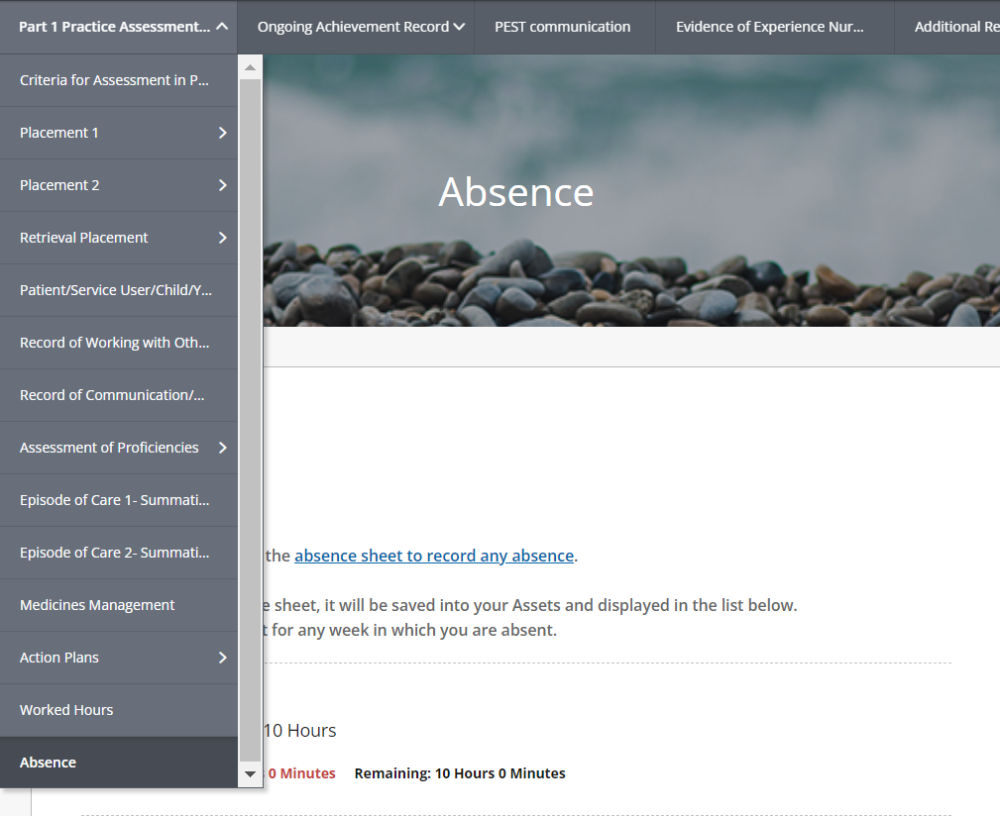 Part 1 Practice Assessment...
Ongoing Achievement Record
PEST communication
Evidence of Experience Nur...
Additional Re
Criteria for Assessment in P...
Placement 1
Placement 2
Retrieval Placement
Patient/Service User/Child/Y...
Record of Working with Oth...
Record of Communication/...
Assessment of Proficiencies
Episode of Care 1- Summati...
Episode of Care 2- Summati...
Medicines Management
Action Plans
Worked Hours
Absence
Absence
the absence sheet to record any absence.
e sheet, it will be saved into your Assets and displayed in the list below.
t for any week in which you are absent.
10 Hours
0 Minutes Remaining: 10 Hours 0 Minutes